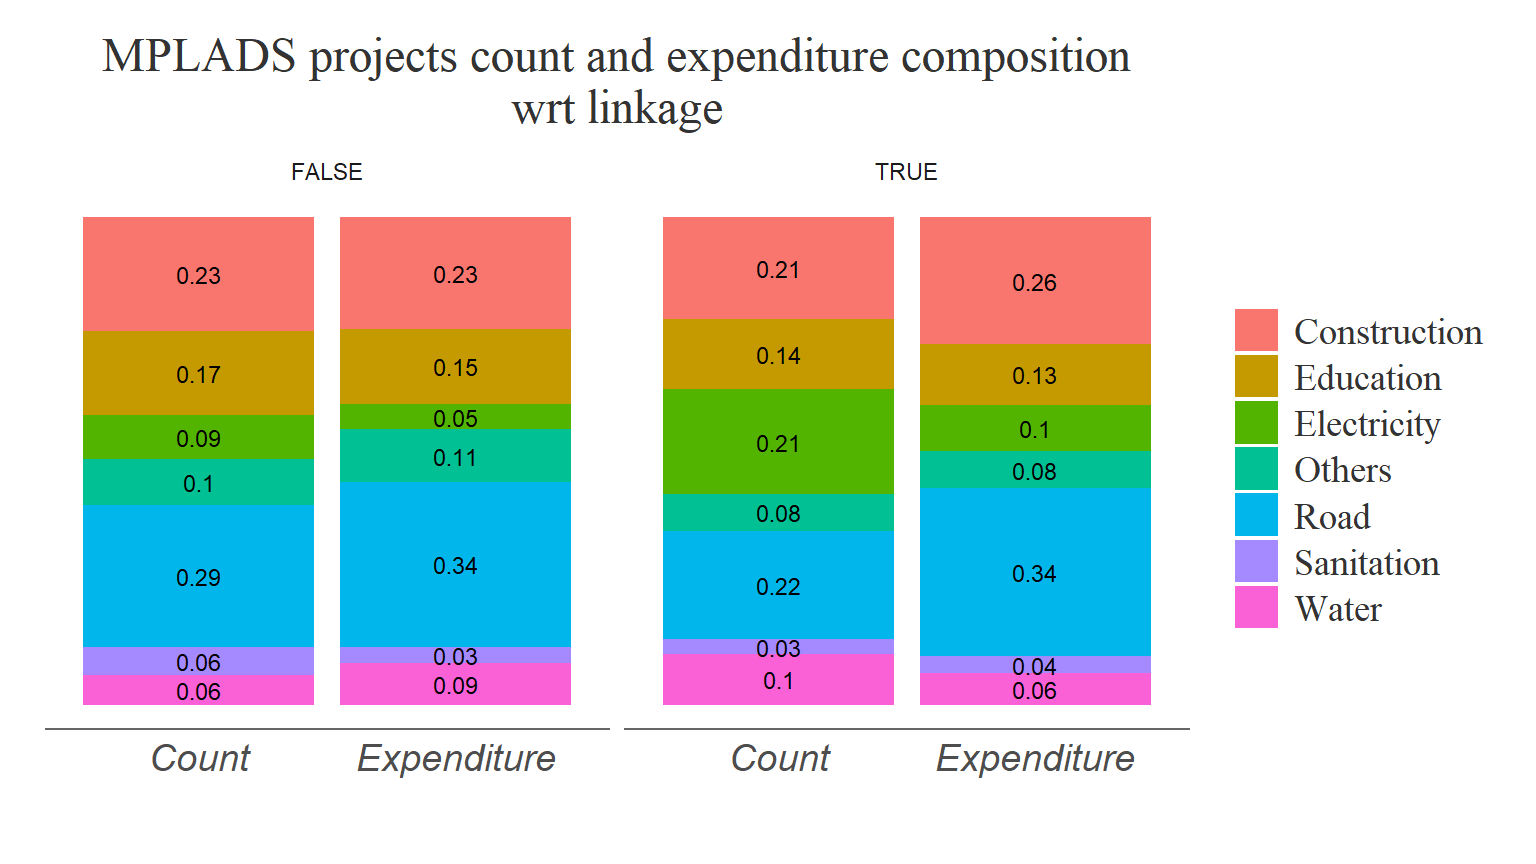 MPLADS projects count and expenditure composition
wrt linkage
FALSE
TRUE
0.23
0.17
0.09
0.1
0.29
0.06
0.06
0.23
0.15
0.05
0.11
0.34
0.03
0.09
0.21
0.14
0.21
0.08
0.22
0.03
0.1
0.26
0.13
0.1
0.08
0.34
0.04
0.06
Count
Expenditure
Count
Expenditure
Construction
Education
Electricity
Others
Road
Sanitation
Water